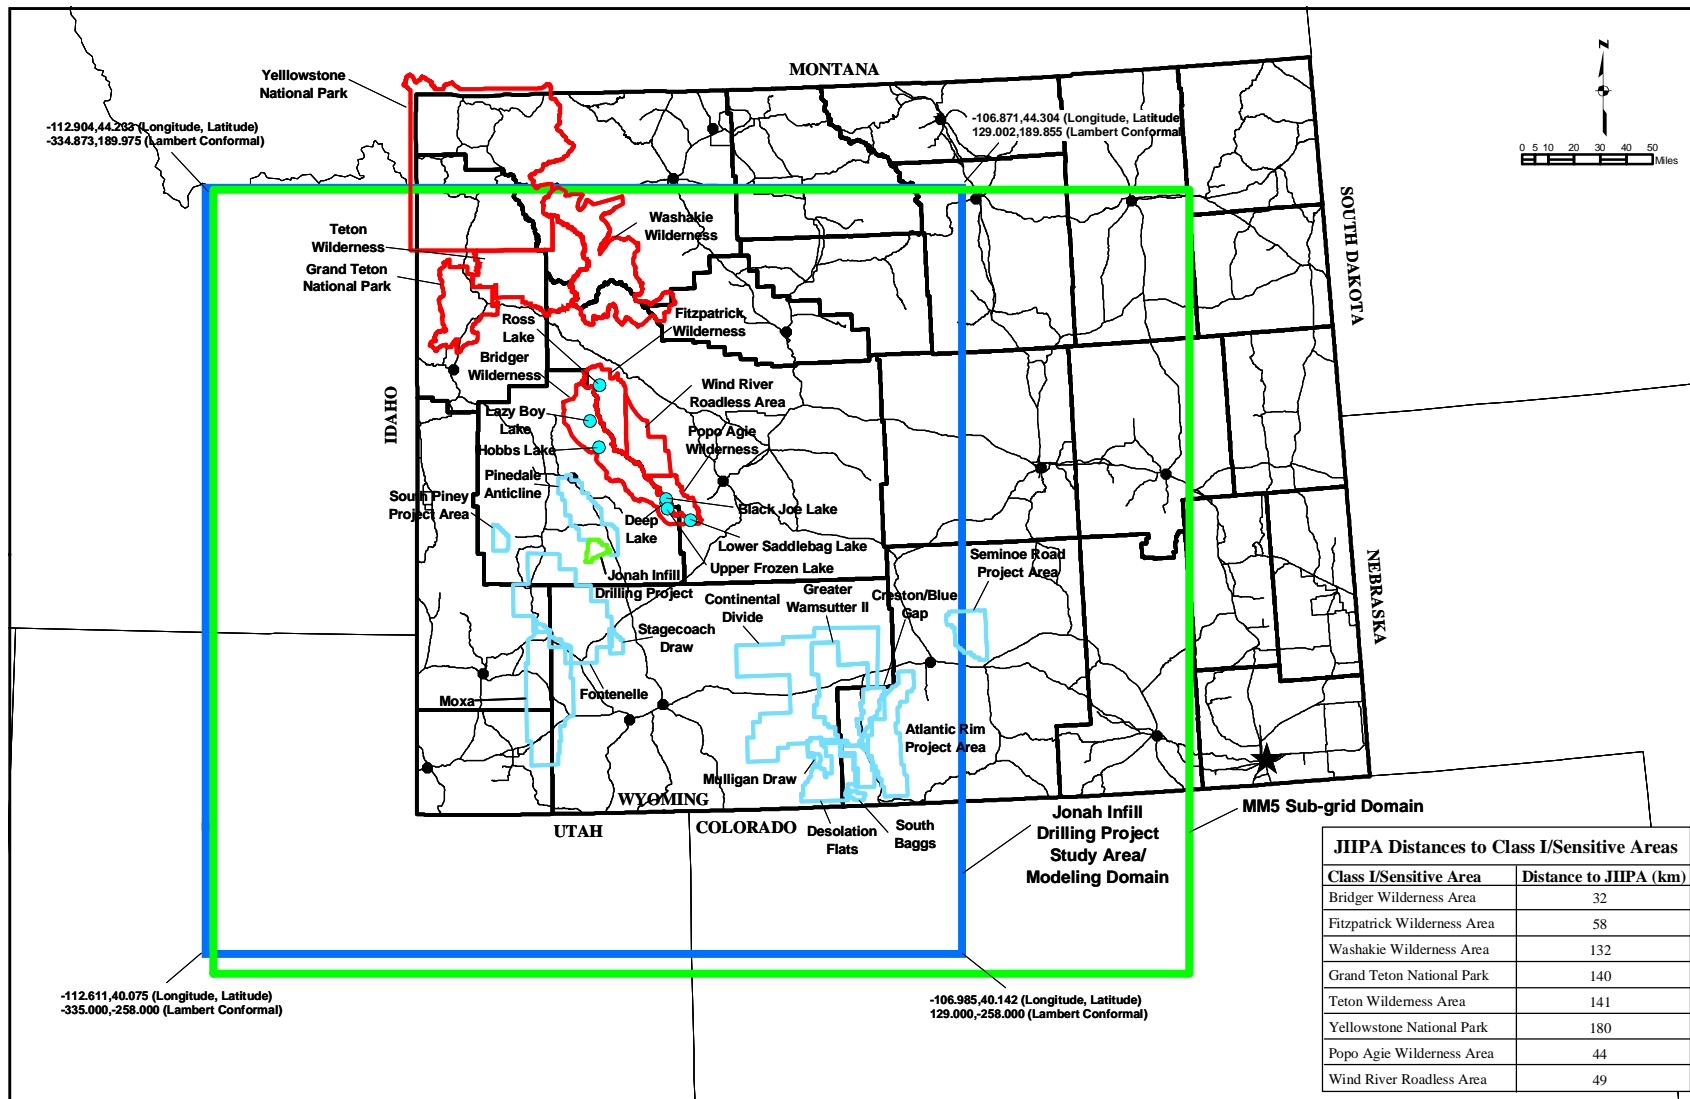 MONTANA
Yelllowstone
National Park
N
-112.904,44.233 (Longitude, Latitude)
-334.873,189.975 (Lambert Conformal)
-106.871,44.304 (Longitude, Latitude
129.002,189.855 (Lambert Conformal)
0 5 10 20 30 40 50
Miles
SOUTH DAKOTA
Washakie
Wilderness
Teton
Wilderness
Grand Teton
National Park
Ross
Lake
Fitzpatrick
Wilderness
Bridger
Wilderness
Wind River
Roadless Area
IDAHO
Lazy Boy
Lake
Popo Agie
Wilderness
Hobbs Lake
Pinedale
Anticline
South Piney
Project Area
Black Joe Lake
Deep
Lake
Lower Saddlebag Lake
Upper Frozen Lake
Seminoe Road
Project Area
NEBRASKA
Jonah Infill
Drilling Project
Continental
Divide
Greater
Wamsutter II
Creston/Blue
Gap
Stagecoach
Draw
Moxa
Fontenelle
Atlantic Rim
Project Area
Mulligan Draw
WYOMING
UTAH
COLORADO
Desolation
Flats
South
Baggs
Jonah Infill
Drilling Project
Study Area/
Modeling Domain
MM5 Sub-grid Domain
-112.611,40.075 (Longitude, Latitude)
-335.000,-258.000 (Lambert Conformal)
-106.985,40.142 (Longitude, Latitude)
129.000,-258.000 (Lambert Conformal)
JIIPA Distances to Class I/Sensitive Areas
Class I/Sensitive Area Distance to JIIPA (km)
Bridger Wilderness Area 32
Fitzpatrick Wilderness Area 58
Washakie Wilderness Area 132
Grand Teton National Park 140
Teton Wilderness Area 141
Yellowstone National Park 180
Popo Agie Wilderness Area 44
Wind River Roadless Area 49